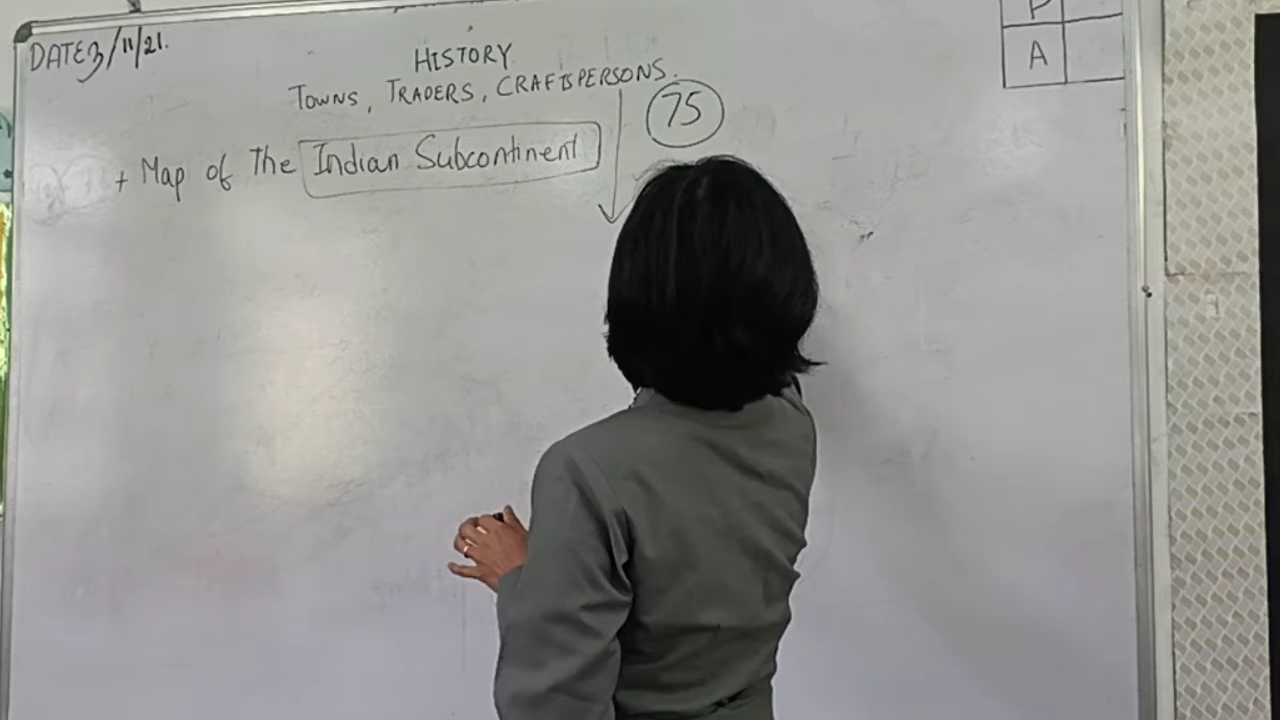 DATE 3/11/21.
HISTORY
TOWNS, TRADERS, CRAFTSPERSONS.
75
+ Map of The Indian Subcontinent
P
A